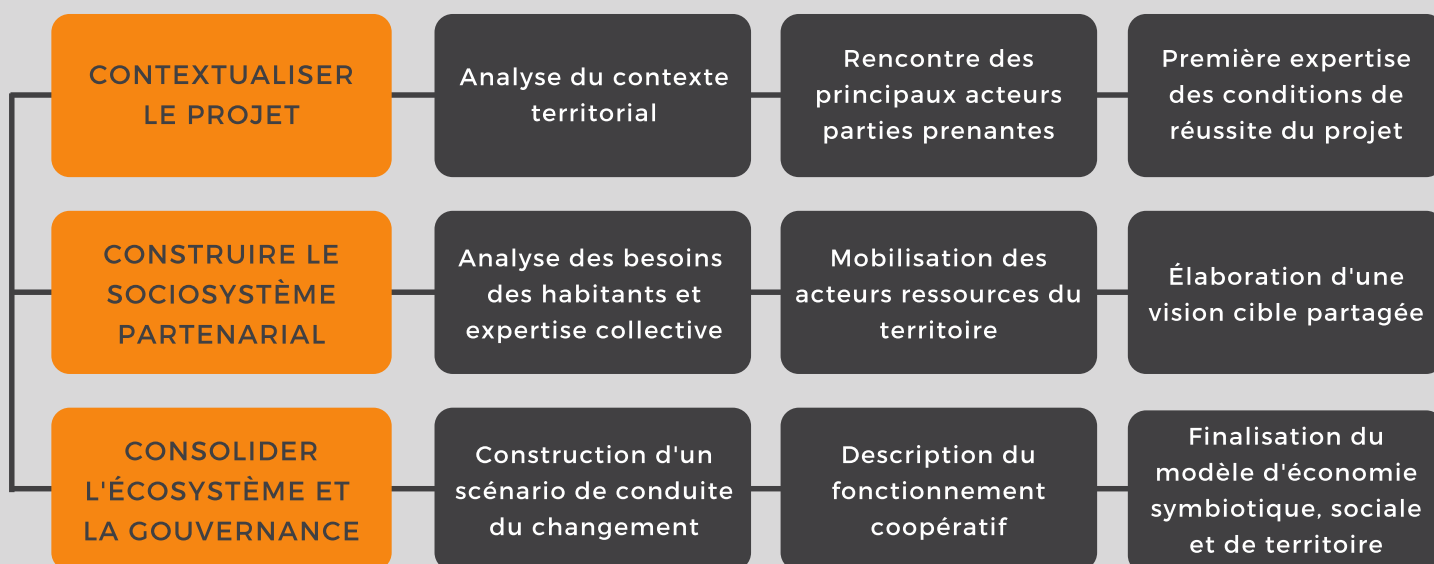 CONTEXTUALISER
LE PROJET
Analyse du contexte
territorial
Rencontre des
principaux acteurs
parties prenantes
Première expertise
des conditions de
réussite du projet
CONSTRUIRE LE
SOCIOSYSTÈME
PARTENARIAL
Analyse des besoins
des habitants et
expertise collective
Mobilisation des
acteurs ressources du
territoire
Élaboration d'une
vision cible partagée
CONSOLIDER
L'ÉCOSYSTÈME ET
LA GOUVERNANCE
Construction d'un
scénario de conduite
du changement
Description du
fonctionnement
coopératif
Finalisation du
modèle d'économie
symbiotique, sociale
et de territoire